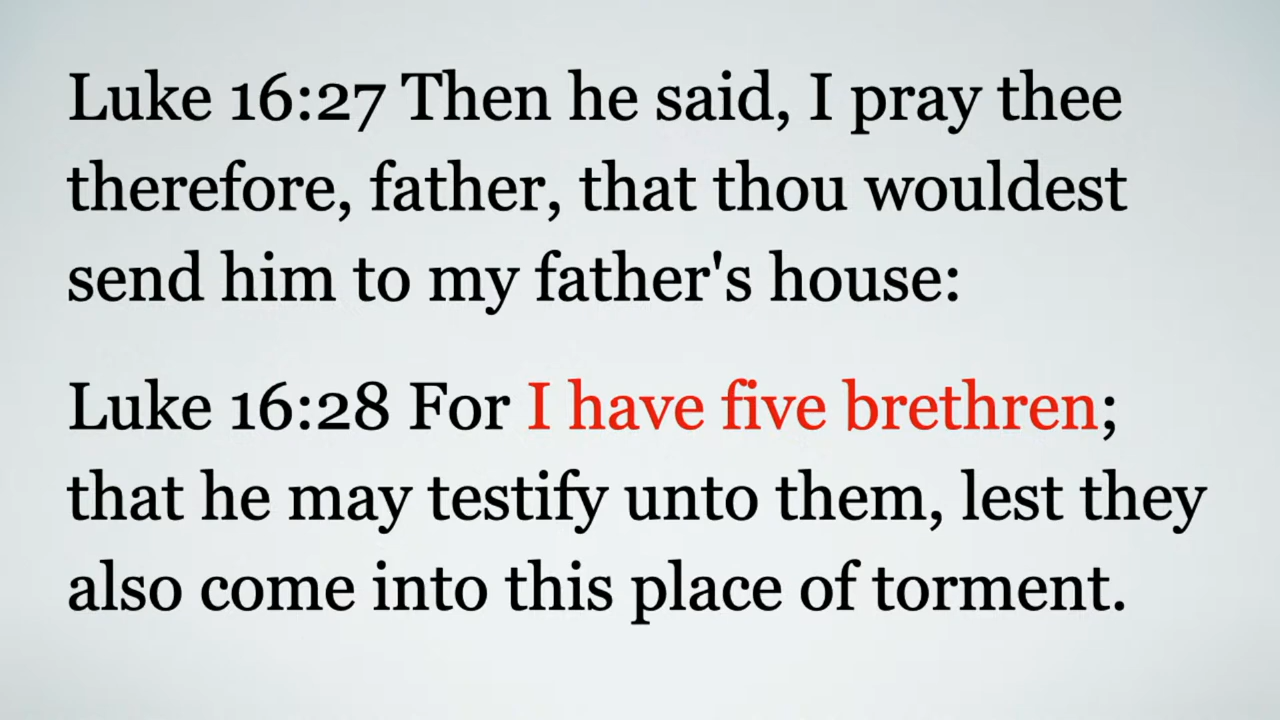 Luke 16:27 Then he said, I pray thee
therefore, father, that thou wouldest
send him to my father's house:
Luke 16:28 For I have five brethren;
that he may testify unto them, lest they
also come into this place of torment.